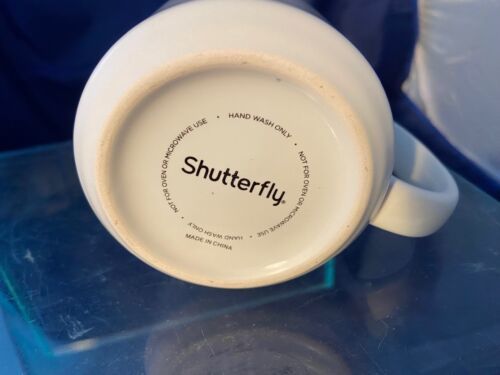 HAND WASH ONLY • NOT FOR OVEN OR MICROWAVE USE • HAND WASH ONLY • NOT FOR OVEN OR MICROWAVE USE •
Shutterfly®
MADE IN CHINA